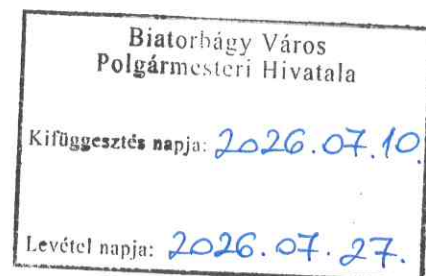 Biatorbágy Város
Polgármesteri Hivatala
Kifüggesztés napja: 2026.07.10.
Levétel napja: 2026.07.27.